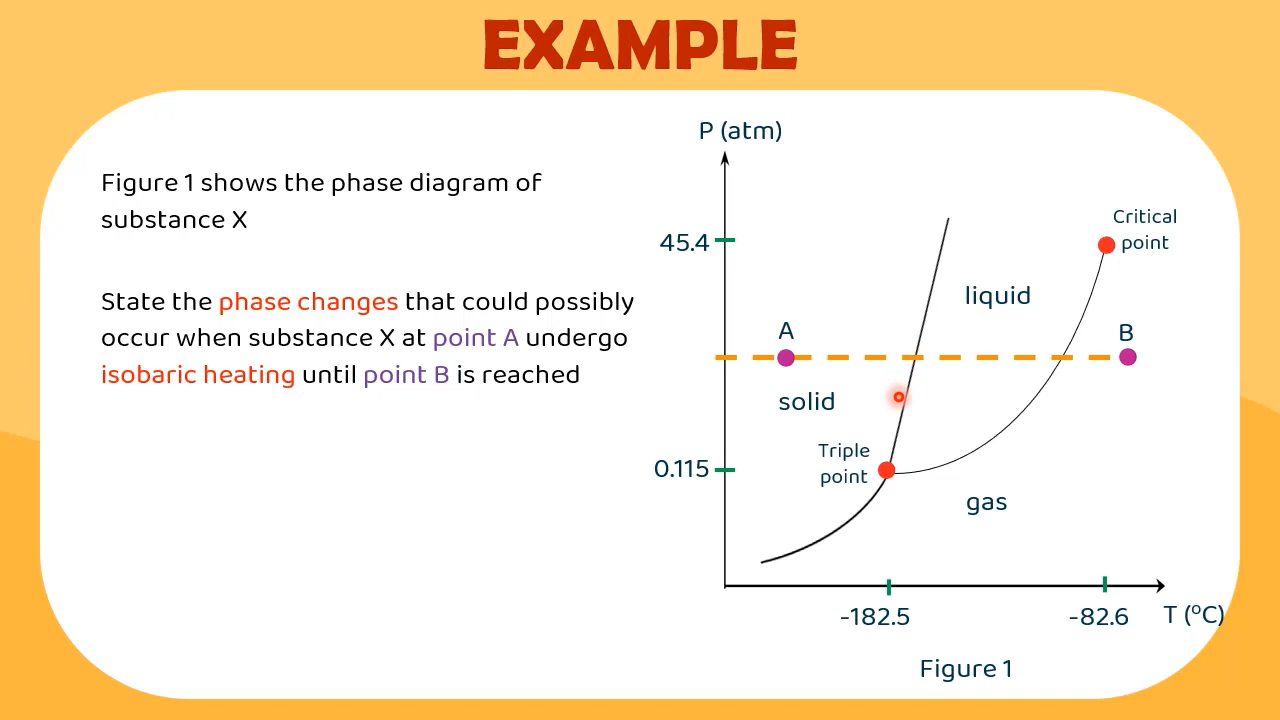 EXAMPLE
Figure 1 shows the phase diagram of
substance X
State the phase changes that could possibly
occur when substance X at point A undergo
isobaric heating until point B is reached
P (atm)
45.4
Critical
point
liquid
A
B
solid
Triple
point
0.115
gas
-182.5
-82.6
T (⁰C)
Figure 1